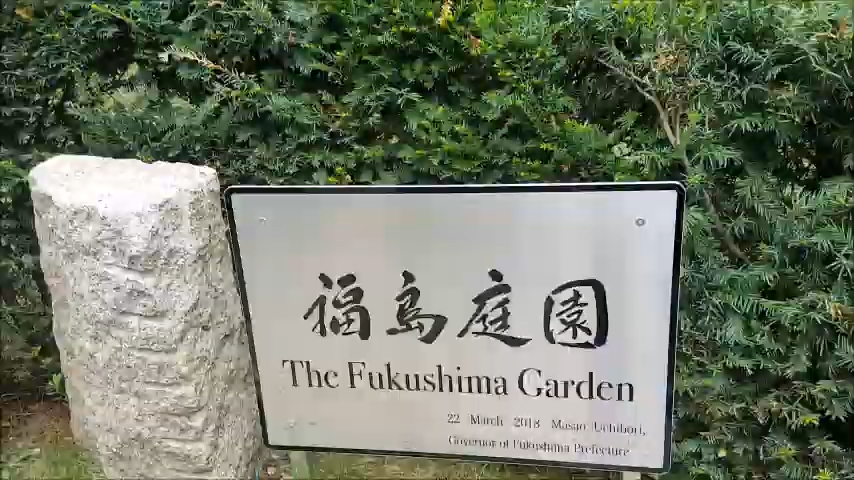 福島庭園
The Fukushima Garden
22 March 2018 Masao Uchibori,
Governor of Fukushima Prefecture